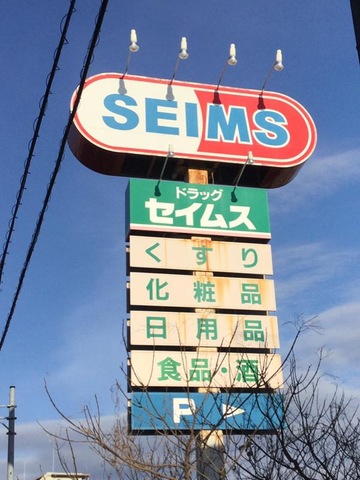 SEIMS
ドラッグ
セイムス
くすり
化粧品
日用品
食品・酒
P